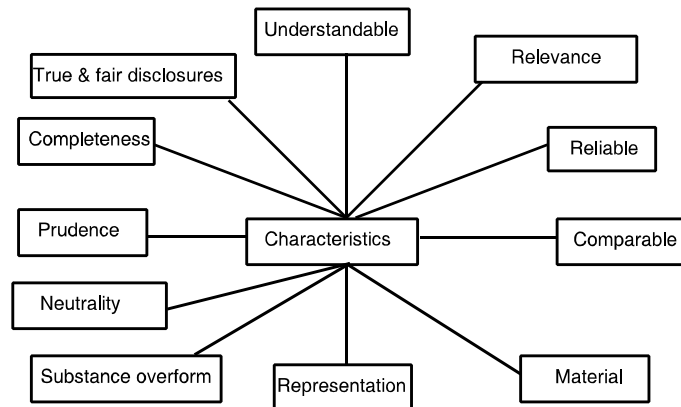 Understandable
True & fair disclosures
Relevance
Completeness
Reliable
Prudence
Characteristics
Comparable
Neutrality
Substance overform
Representation
Material